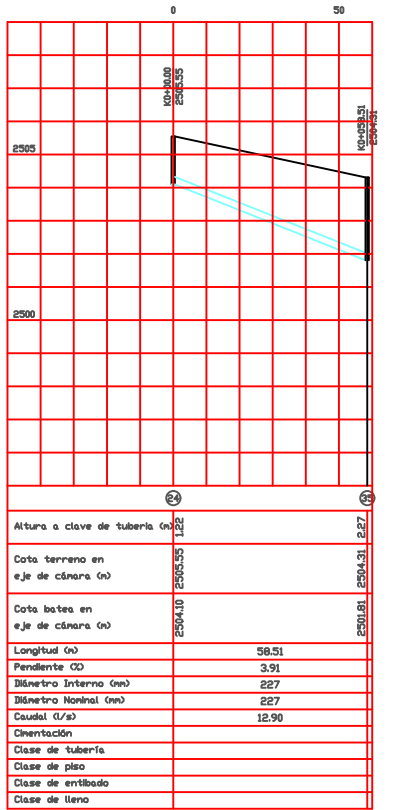 0 50
K0+00.00
2505.55
K0+058.51
2504.31
2505
2500
24 35
Altura a clave de tubería (m) 1.22 2.27
Cota terreno en
eje de cámara (m) 2505.55 2504.31
Cota batea en
eje de cámara (m) 2504.10 2501.81
Longitud (m) 58.51
Pendiente (%) 3.91
Diámetro Interno (mm) 227
Diámetro Nominal (mm) 227
Caudal (l/s) 12.90
Cimentación
Clase de tubería
Clase de piso
Clase de entibado
Clase de lleno